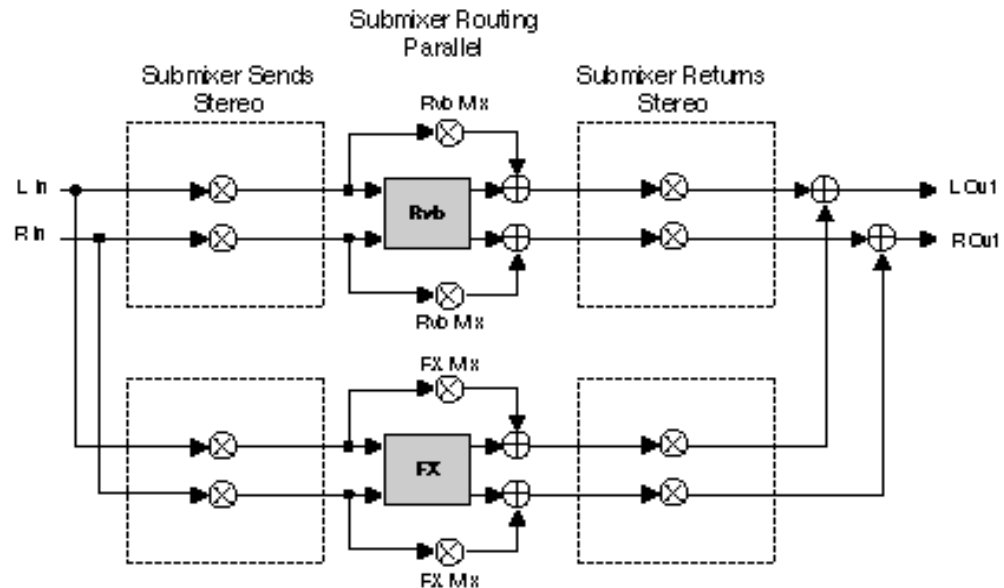 Submixer Routing
Parallel
Submixer Sends
Stereo
Submixer Returns
Stereo
Rvb Mix
L In
Rvb
L Out
R In
R Out
Rvb Mix
FX Mix
FX
FX Mix